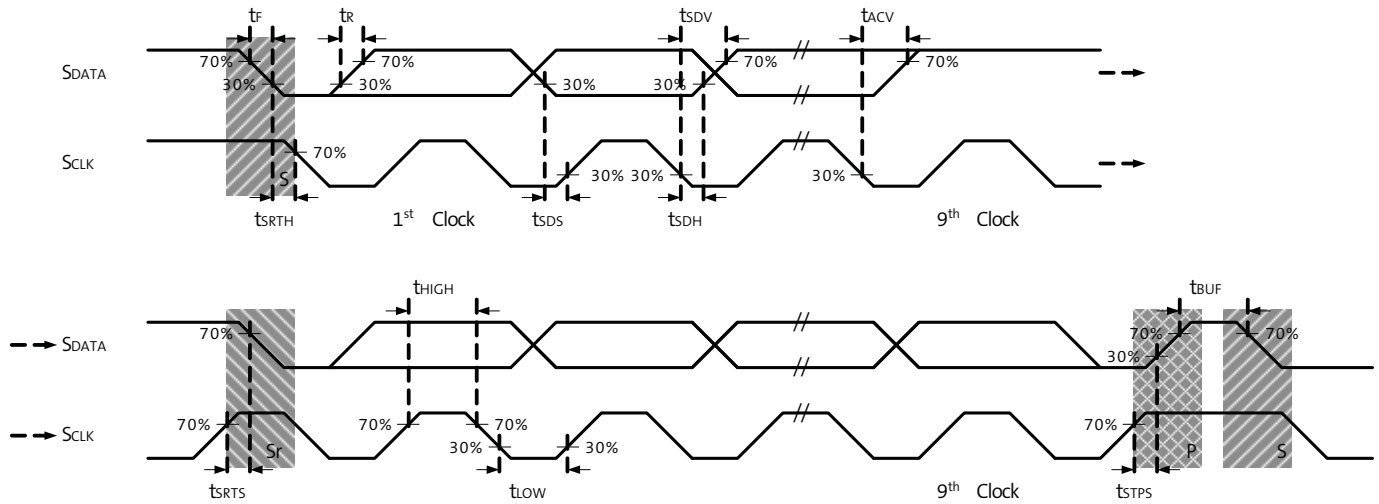 tF tR tSDV tACV
SDATA 70% 30% 30% 70% 30% 30% 70% 70%
SCLK S 70% 30% 30% 30%
tSRTH 1st Clock tSDS tSDH 9th Clock
tHIGH tBUF
SDATA 70% 30% 70% 70%
SCLK 70% Sr 70% 70% 30% 30% 70% P S
tSRTS tLOW 9th Clock tSTPS